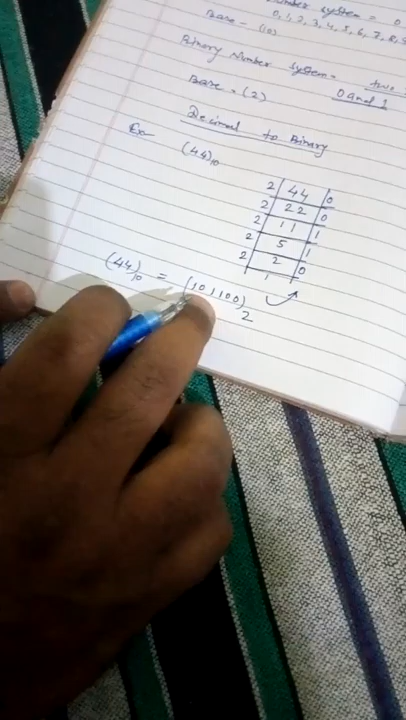 umber system = 0
0, 1, 2, 3, 4, 5, 6, 7, 8, 9
Base - (10)
Binary Number System - two
Base = (2) 0 and 1
Decimal to Binary
Ex (44)10
2 44 0
2 22 0
2 11 1
2 5 1
2 2 0
1
(44)10 = (101100)2